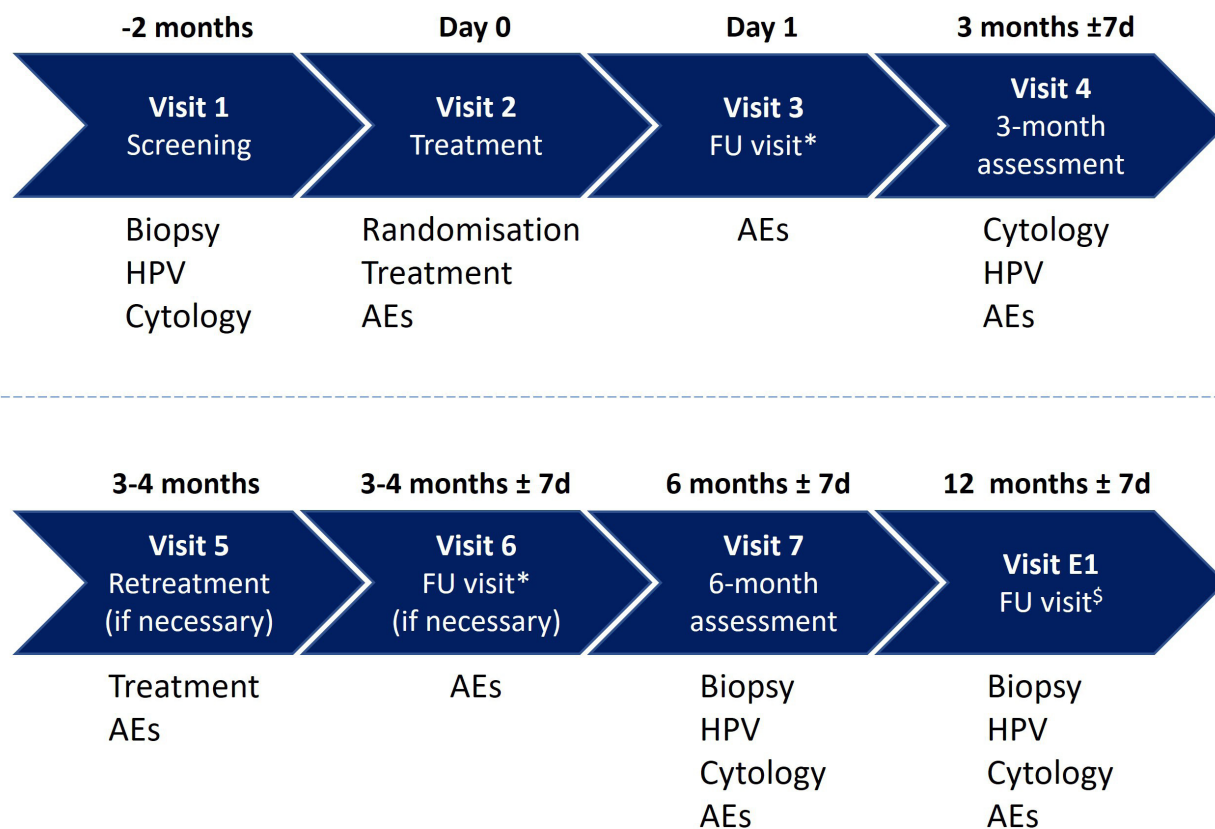 -2 months
Day 0
Day 1
3 months ±7d
Visit 1
Screening
Visit 2
Treatment
Visit 3
FU visit*
Visit 4
3-month
assessment
Biopsy
HPV
Cytology
Randomisation
Treatment
AEs
AEs
Cytology
HPV
AEs
3-4 months
3-4 months ± 7d
6 months ± 7d
12 months ± 7d
Visit 5
Retreatment
(if necessary)
Visit 6
FU visit*
(if necessary)
Visit 7
6-month
assessment
Visit E1
FU visit$
Treatment
AEs
AEs
Biopsy
HPV
Cytology
AEs
Biopsy
HPV
Cytology
AEs